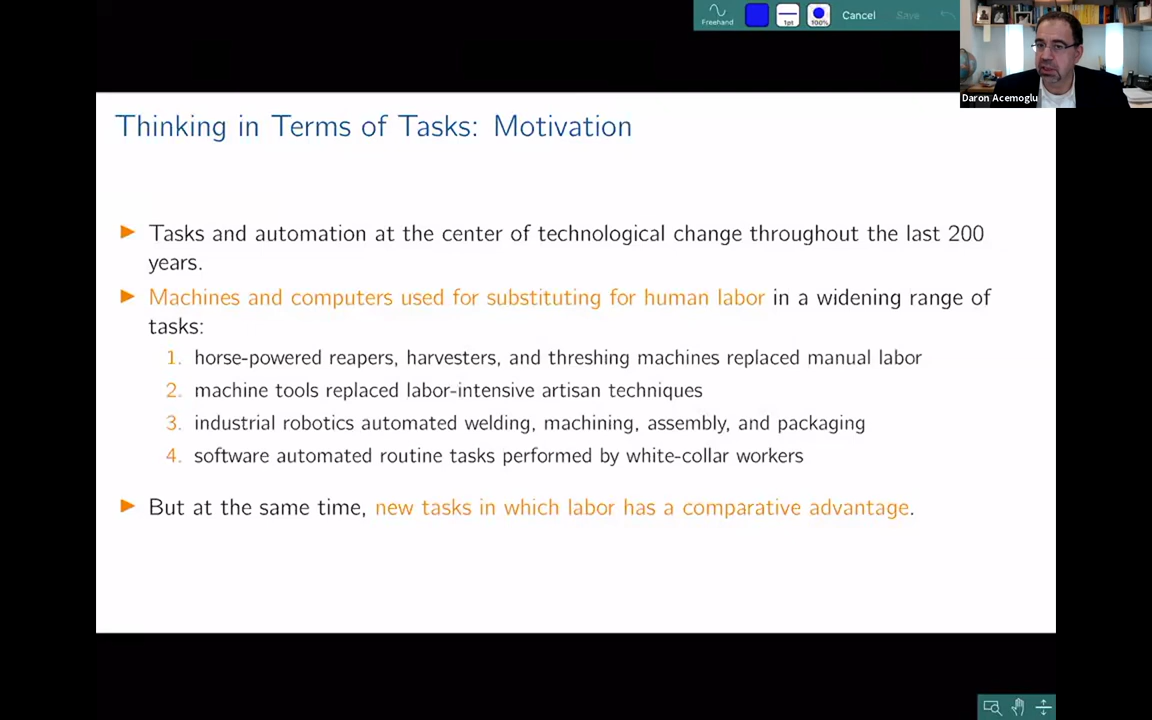 Freehand
1pt
100%
Cancel
Save
Daron Acemoglu
Thinking in Terms of Tasks: Motivation
Tasks and automation at the center of technological change throughout the last 200
years.
Machines and computers used for substituting for human labor in a widening range of
tasks:
1. horse-powered reapers, harvesters, and threshing machines replaced manual labor
2. machine tools replaced labor-intensive artisan techniques
3. industrial robotics automated welding, machining, assembly, and packaging
4. software automated routine tasks performed by white-collar workers
But at the same time, new tasks in which labor has a comparative advantage.